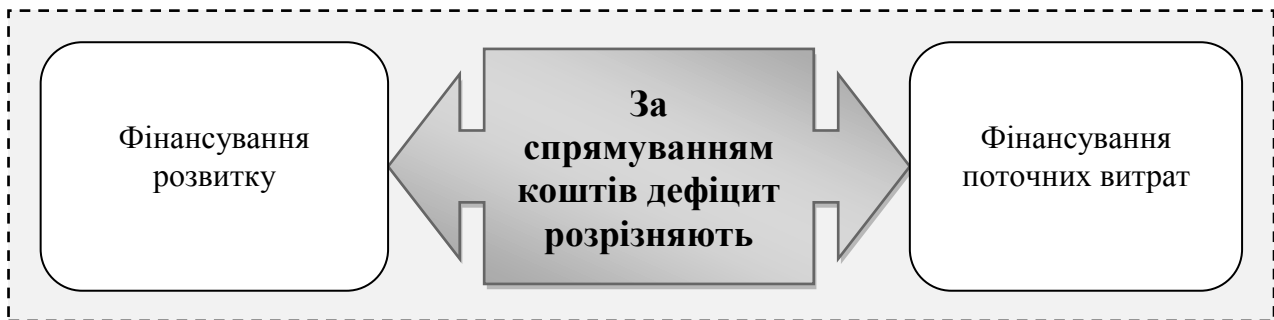 Фінансування
розвитку
За
спрямуванням
коштів дефіцит
розрізняють
Фінансування
поточних витрат